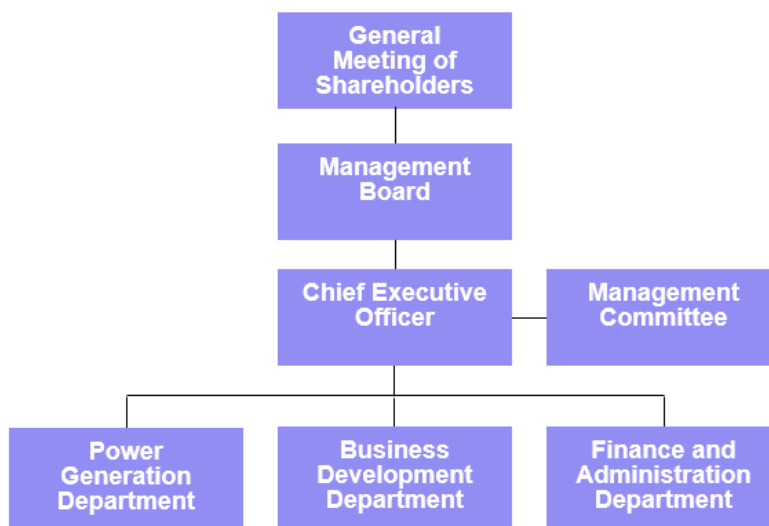 General
Meeting of
Shareholders
Management
Board
Chief Executive
Officer
Management
Committee
Power
Generation
Department
Business
Development
Department
Finance and
Administration
Department